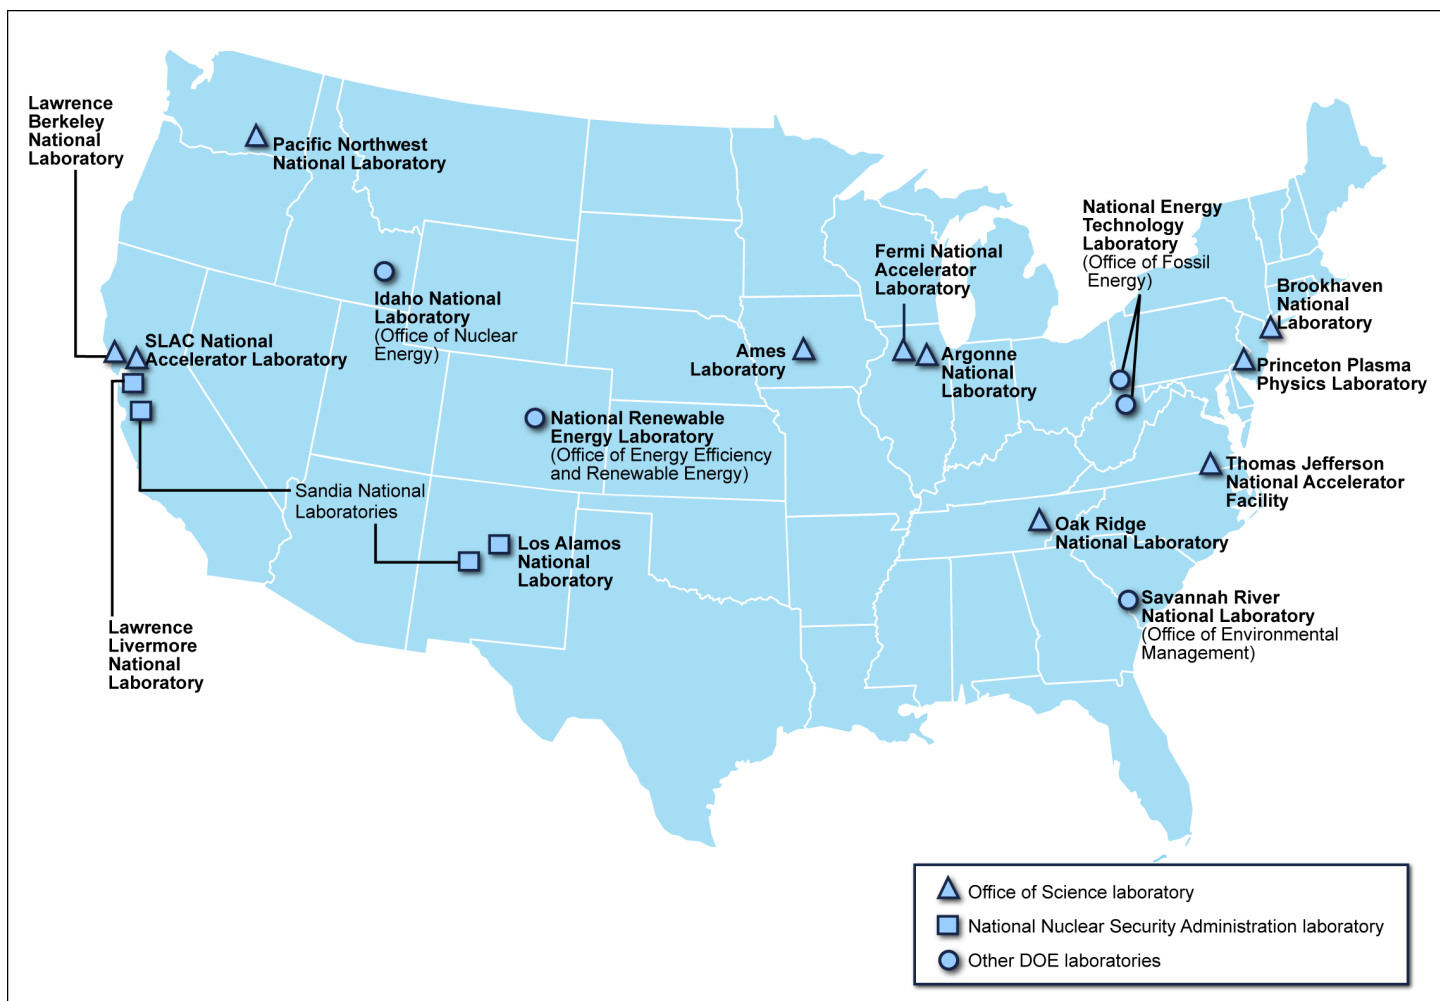 Lawrence
Berkeley
National
Laboratory
Pacific Northwest
National Laboratory
National Energy
Technology
Laboratory
(Office of Fossil
Energy)
Fermi National
Accelerator
Laboratory
Idaho National
Laboratory
(Office of Nuclear
Energy)
Brookhaven
National
Laboratory
SLAC National
Accelerator Laboratory
Ames
Laboratory
Argonne
National
Laboratory
Princeton Plasma
Physics Laboratory
National Renewable
Energy Laboratory
(Office of Energy Efficiency
and Renewable Energy)
Thomas Jefferson
National Accelerator
Facility
Sandia National
Laboratories
Los Alamos
National
Laboratory
Oak Ridge
National Laboratory
Savannah River
National Laboratory
(Office of Environmental
Management)
Lawrence
Livermore
National
Laboratory
Office of Science laboratory
National Nuclear Security Administration laboratory
Other DOE laboratories